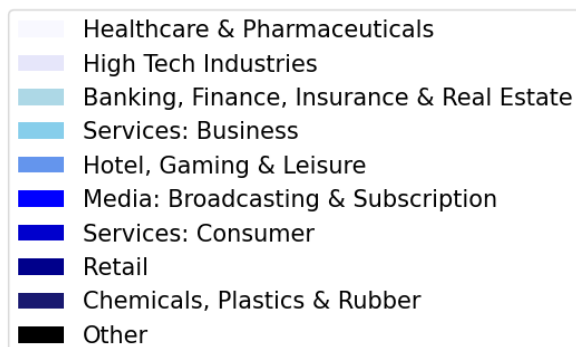 Healthcare & Pharmaceuticals
High Tech Industries
Banking, Finance, Insurance & Real Estate
Services: Business
Hotel, Gaming & Leisure
Media: Broadcasting & Subscription
Services: Consumer
Retail
Chemicals, Plastics & Rubber
Other